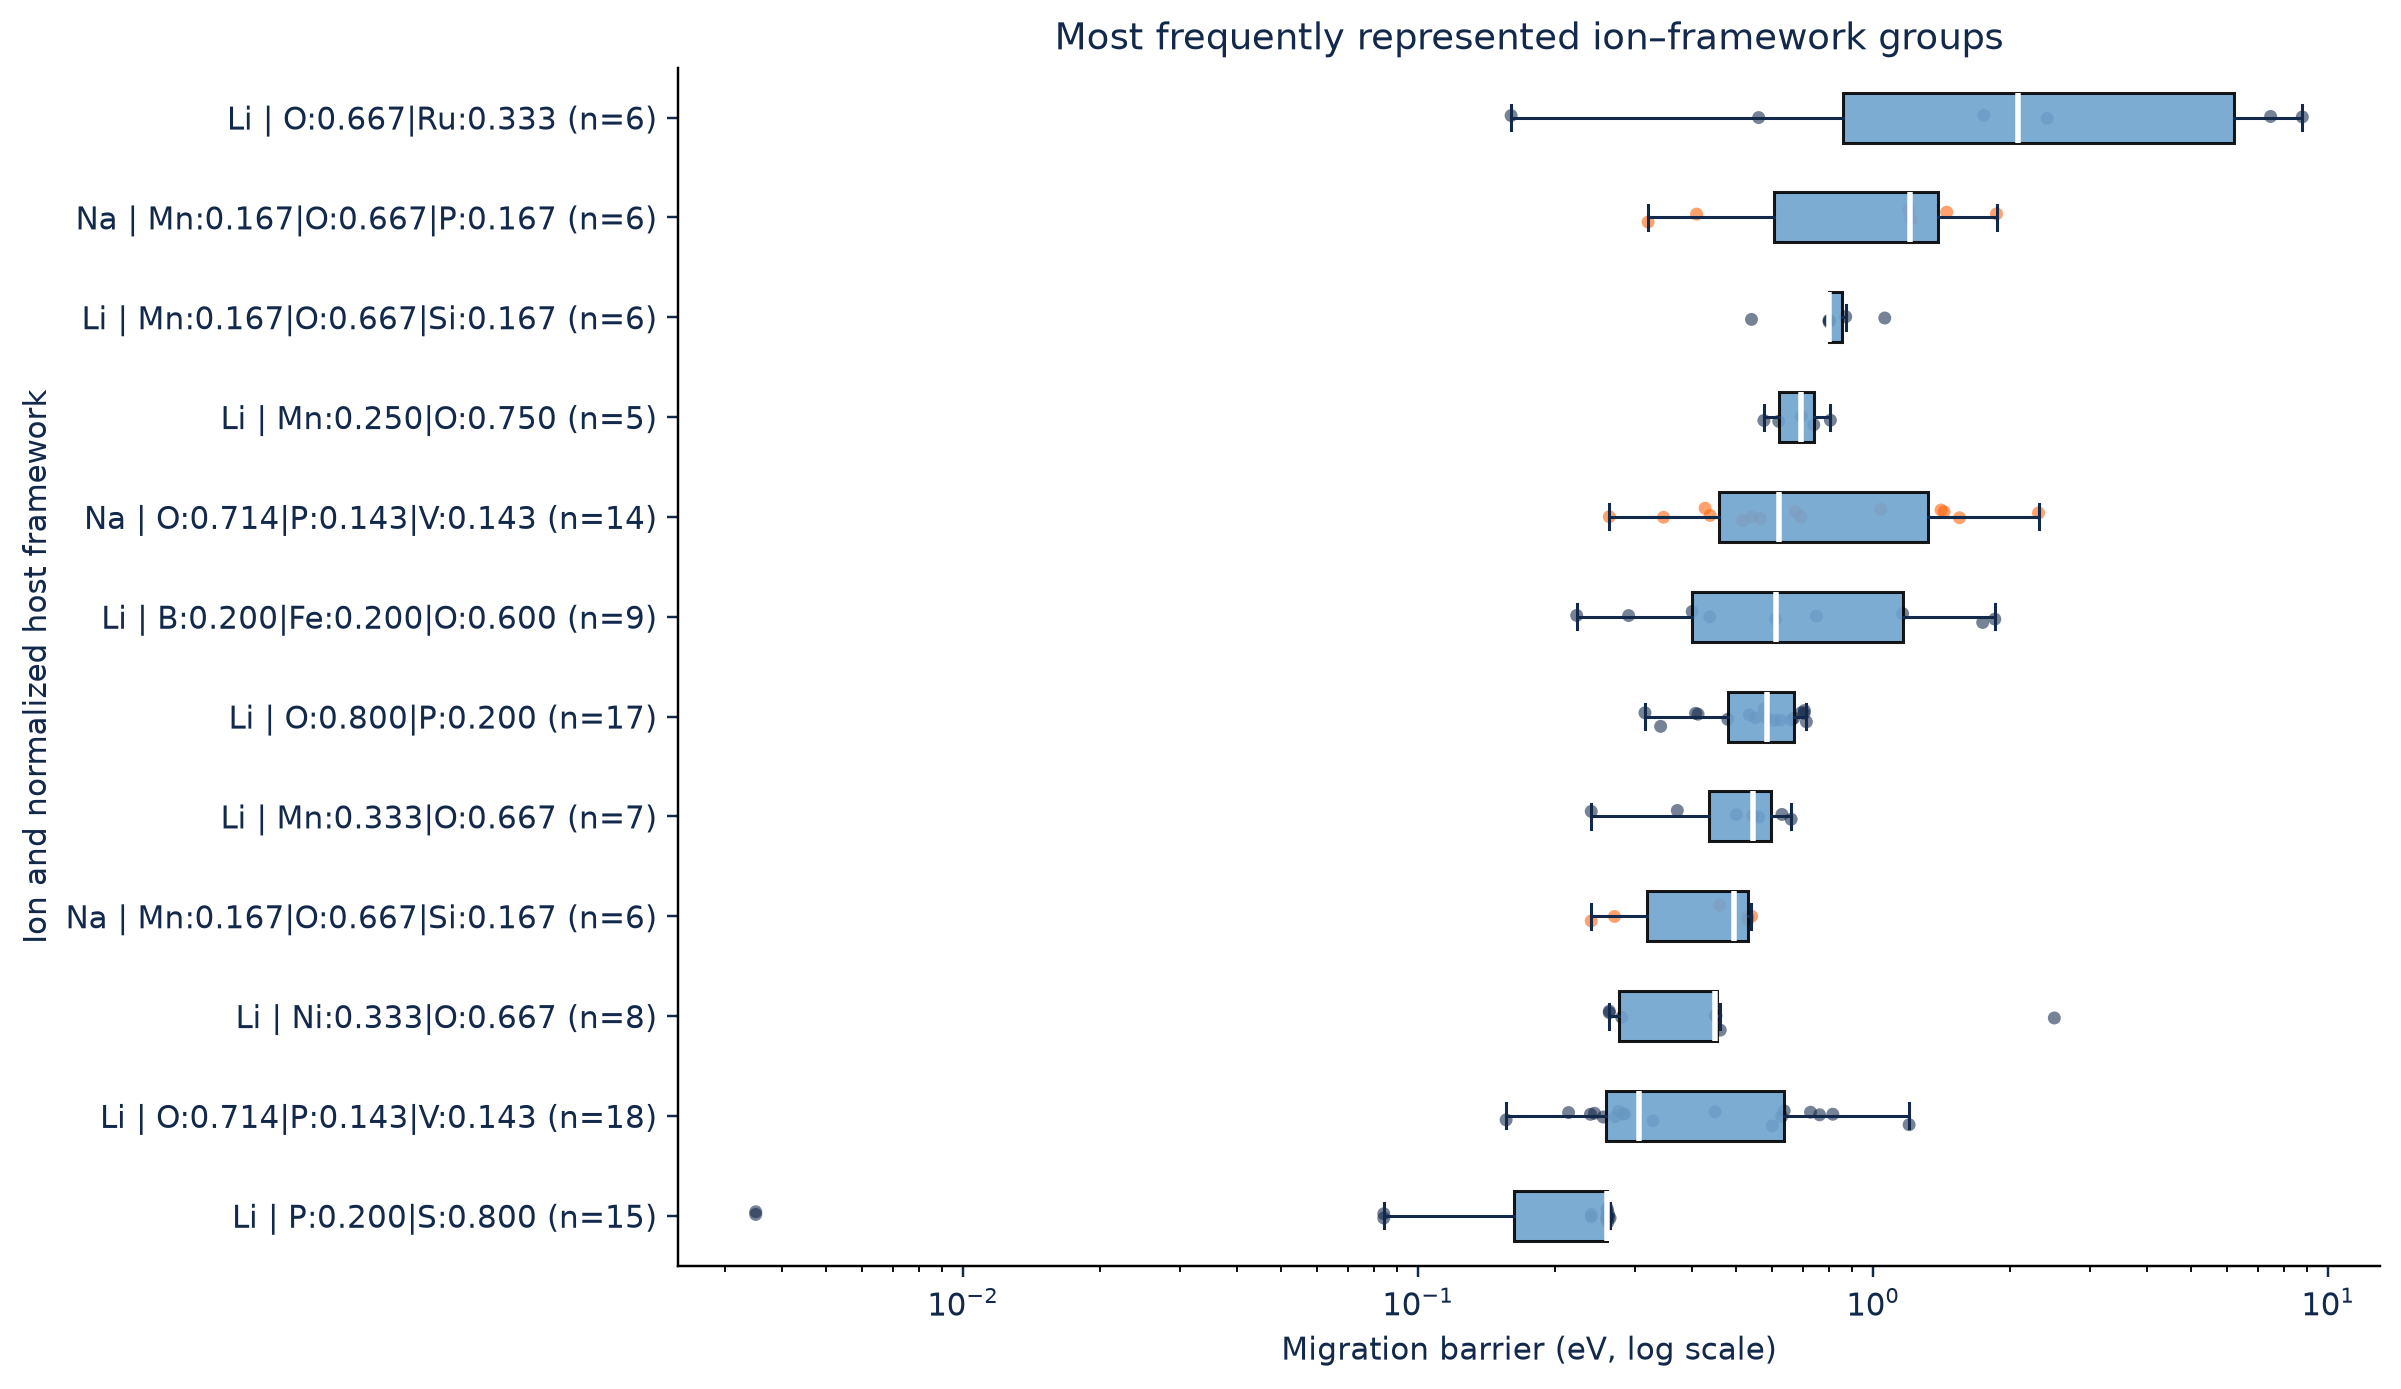 Most frequently represented ion–framework groups
Ion and normalized host framework
Li | O:0.667|Ru:0.333 (n=6)
Na | Mn:0.167|O:0.667|P:0.167 (n=6)
Li | Mn:0.167|O:0.667|Si:0.167 (n=6)
Li | Mn:0.250|O:0.750 (n=5)
Na | O:0.714|P:0.143|V:0.143 (n=14)
Li | B:0.200|Fe:0.200|O:0.600 (n=9)
Li | O:0.800|P:0.200 (n=17)
Li | Mn:0.333|O:0.667 (n=7)
Na | Mn:0.167|O:0.667|Si:0.167 (n=6)
Li | Ni:0.333|O:0.667 (n=8)
Li | O:0.714|P:0.143|V:0.143 (n=18)
Li | P:0.200|S:0.800 (n=15)
10⁻² 10⁻¹ 10⁰ 10¹
Migration barrier (eV, log scale)